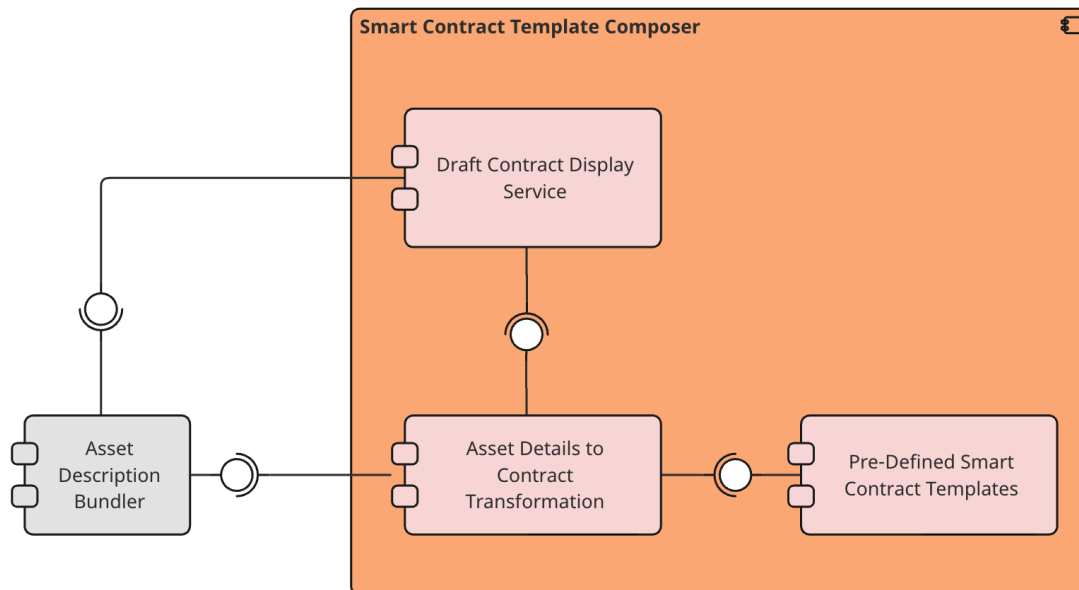 Smart Contract Template Composer
Draft Contract Display
Service
Asset
Description
Bundler
Asset Details to
Contract
Transformation
Pre-Defined Smart
Contract Templates